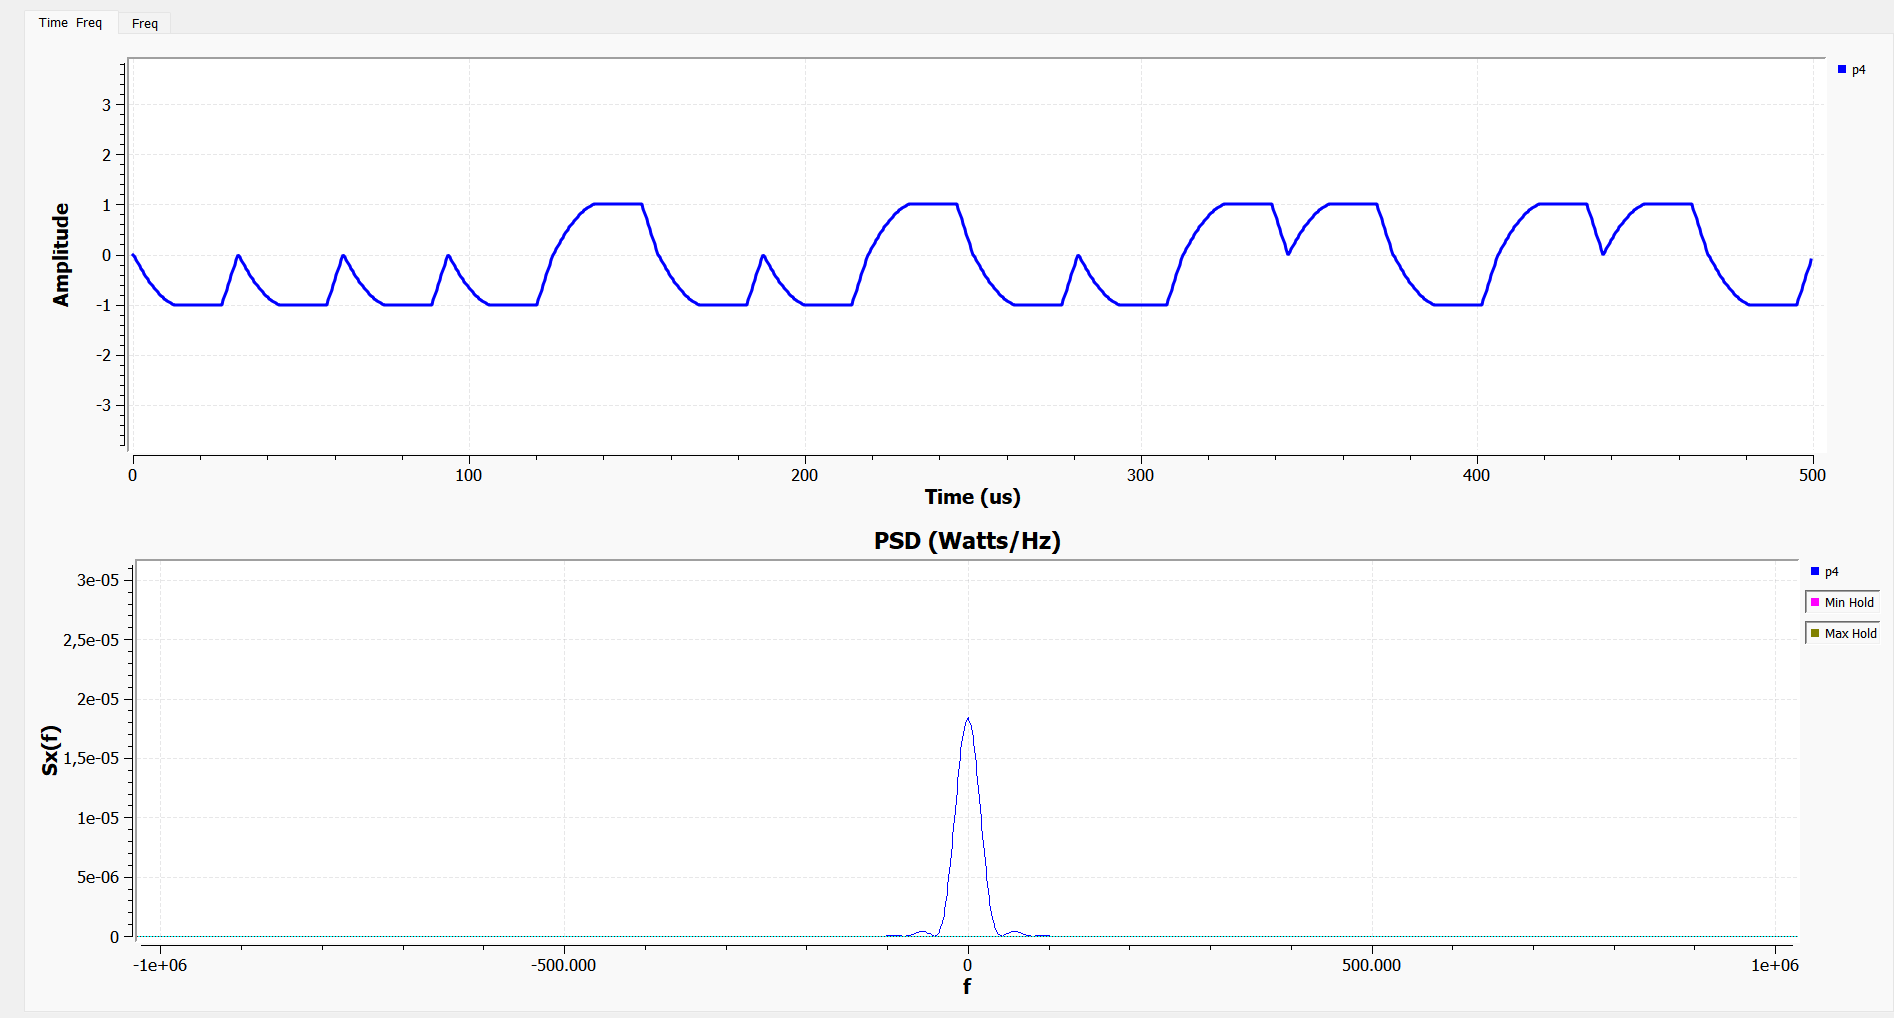 Time Freq
Freq
p4
Amplitude
3
2
1
0
-1
-2
-3
0
100
200
300
400
500
Time (us)
PSD (Watts/Hz)
p4
Min Hold
Max Hold
Sx(f)
3e-05
2,5e-05
2e-05
1,5e-05
1e-05
5e-06
0
-1e+06
-500.000
0
500.000
1e+06
f